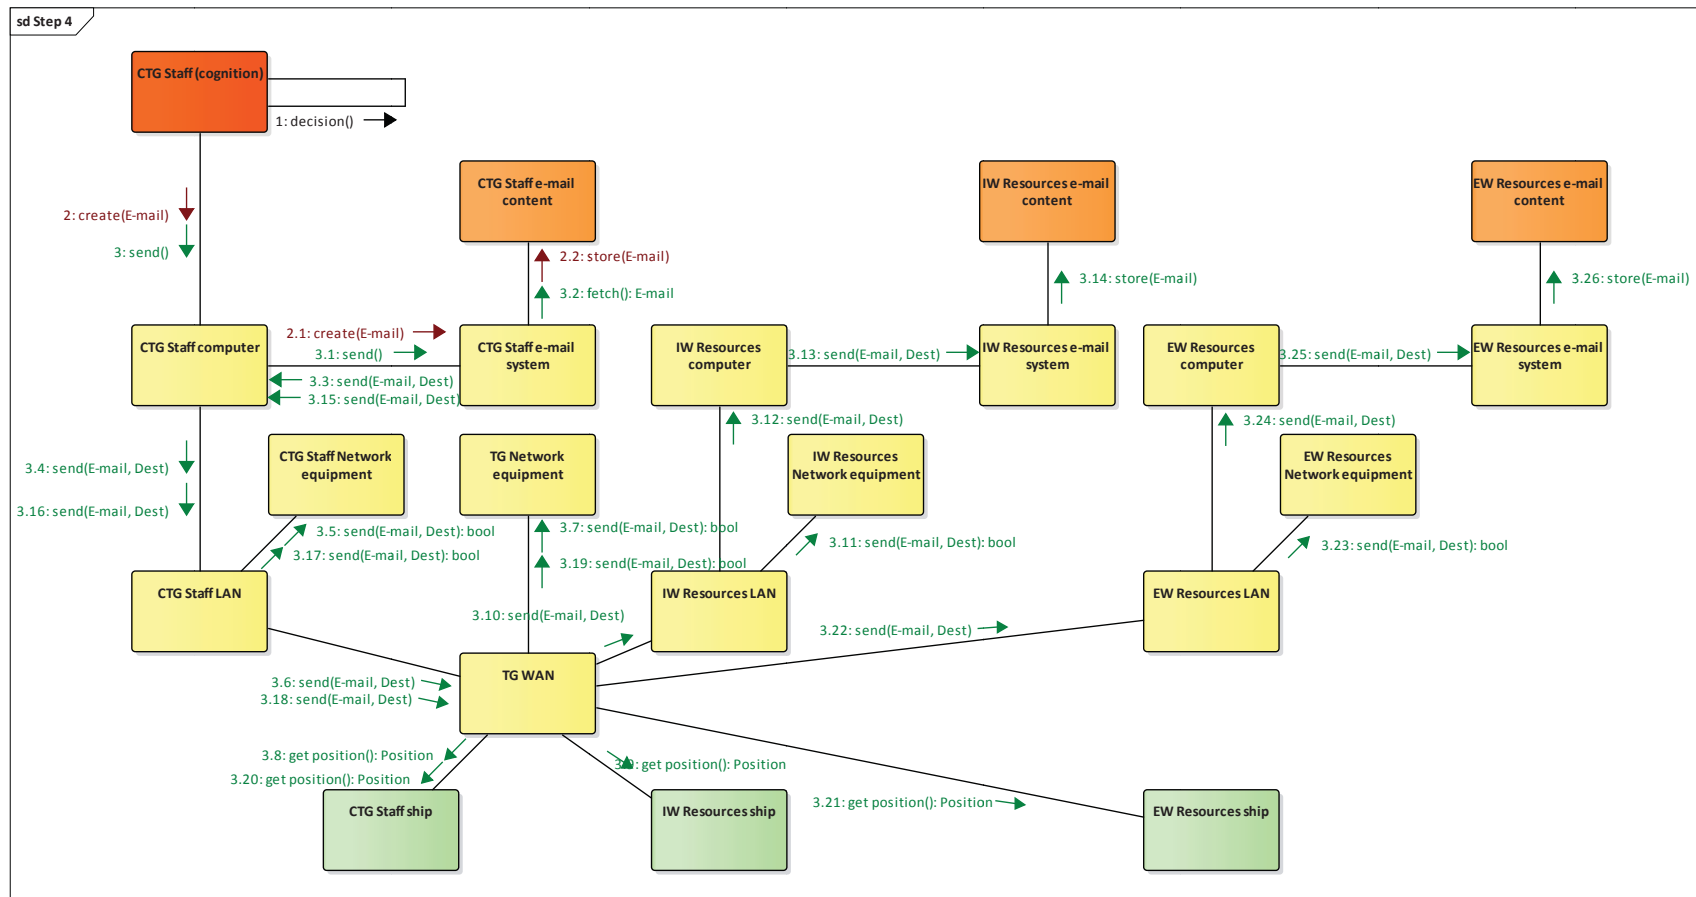 sd Step 4
CTG Staff (cognition)
1: decision()
CTG Staff e-mail
content
IW Resources e-mail
content
EW Resources e-mail
content
2: create(E-mail)
3: send()
2.2: store(E-mail)
3.2: fetch(): E-mail
3.14: store(E-mail)
3.26: store(E-mail)
CTG Staff computer
2.1: create(E-mail)
3.1: send()
3.3: send(E-mail, Dest)
3.15: send(E-mail, Dest)
CTG Staff e-mail
system
IW Resources
computer
3.13: send(E-mail, Dest)
IW Resources e-mail
system
EW Resources
computer
3.25: send(E-mail, Dest)
EW Resources e-mail
system
3.12: send(E-mail, Dest)
3.24: send(E-mail, Dest)
3.4: send(E-mail, Dest)
3.16: send(E-mail, Dest)
CTG Staff Network
equipment
TG Network
equipment
IW Resources
Network equipment
EW Resources
Network equipment
3.5: send(E-mail, Dest): bool
3.17: send(E-mail, Dest): bool
3.7: send(E-mail, Dest): bool
3.19: send(E-mail, Dest): bool
3.11: send(E-mail, Dest): bool
3.23: send(E-mail, Dest): bool
CTG Staff LAN
IW Resources LAN
EW Resources LAN
3.10: send(E-mail, Dest)
3.22: send(E-mail, Dest)
3.6: send(E-mail, Dest)
3.18: send(E-mail, Dest)
TG WAN
3.8: get position(): Position
3.20: get position(): Position
3.9: get position(): Position
3.21: get position(): Position
CTG Staff ship
IW Resources ship
EW Resources ship